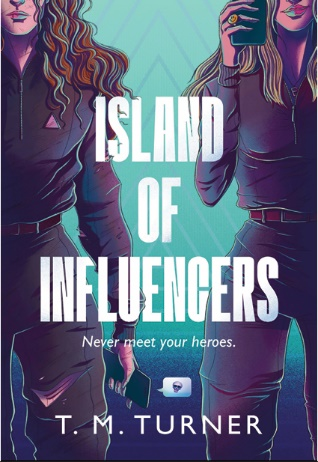 ISLAND
OF
INFLUENCERS
Never meet your heroes.
T. M. TURNER